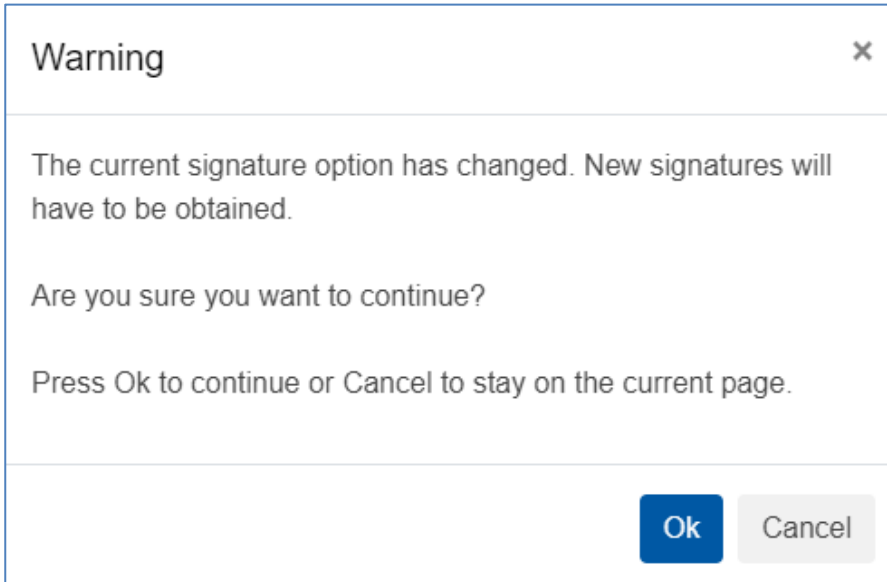 Warning
×
The current signature option has changed. New signatures will
have to be obtained.
Are you sure you want to continue?
Press Ok to continue or Cancel to stay on the current page.
Ok
Cancel